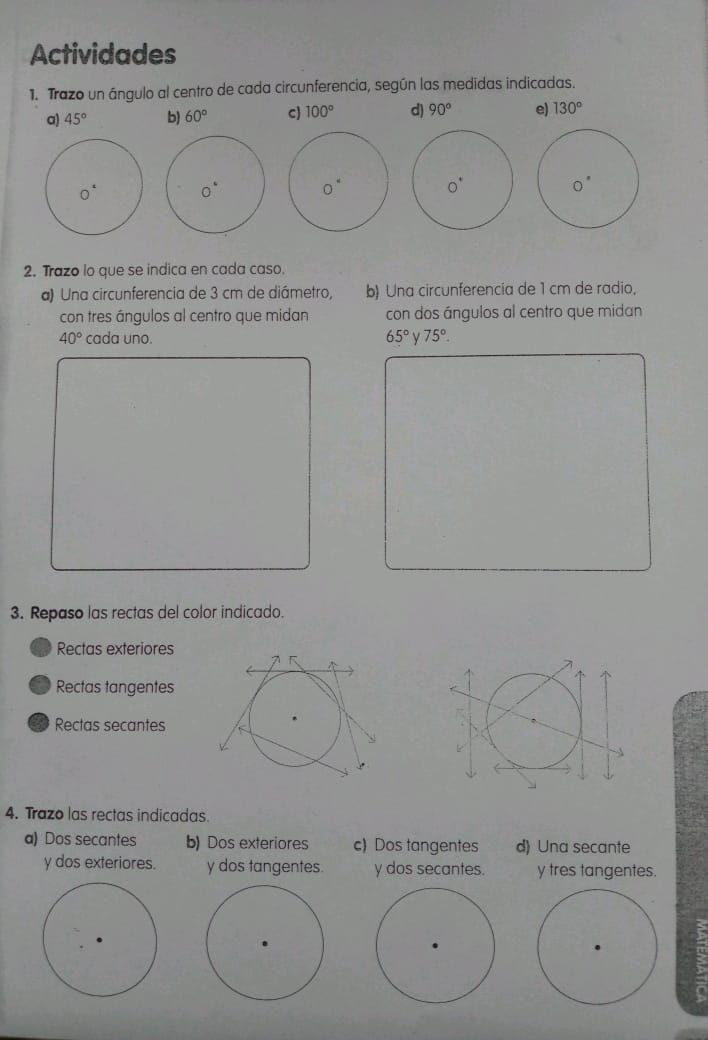 Actividades
1. Trazo un ángulo al centro de cada circunferencia, según las medidas indicadas.
a) 45° b) 60° c) 100° d) 90° e) 130°
O O O O O
2. Trazo lo que se indica en cada caso.
a) Una circunferencia de 3 cm de diámetro,
con tres ángulos al centro que midan
40° cada uno.
b) Una circunferencia de 1 cm de radio,
con dos ángulos al centro que midan
65° y 75°.
3. Repaso las rectas del color indicado.
Rectas exteriores
Rectas tangentes
Rectas secantes
4. Trazo las rectas indicadas.
a) Dos secantes
y dos exteriores.
b) Dos exteriores
y dos tangentes.
c) Dos tangentes
y dos secantes.
d) Una secante
y tres tangentes.
MATEMÁTICA